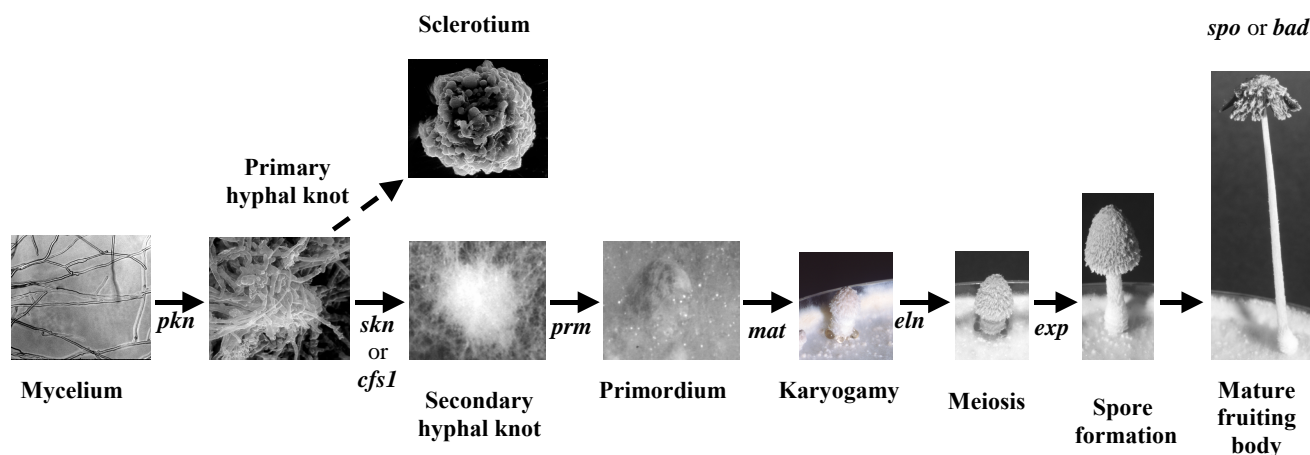 Sclerotium
spo or bad
Primary
hyphal knot
pkn
skn
or
cfs1
prm
mat
eln
exp
Mycelium
Secondary
hyphal knot
Primordium
Karyogamy
Meiosis
Spore
formation
Mature
fruiting
body